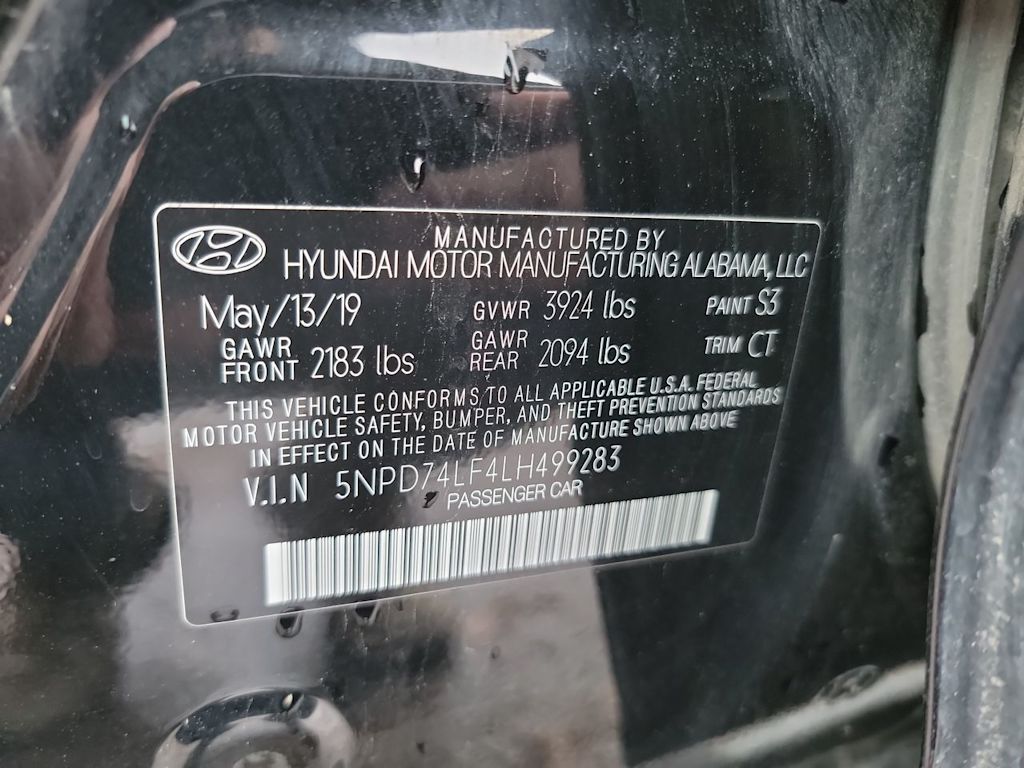 MANUFACTURED BY
HYUNDAI MOTOR MANUFACTURING ALABAMA, LLC
May/13/19 GVWR 3924 lbs PAINT S3
GAWR FRONT 2183 lbs GAWR REAR 2094 lbs TRIM CT
THIS VEHICLE CONFORMS TO ALL APPLICABLE U.S.A. FEDERAL
MOTOR VEHICLE SAFETY, BUMPER, AND THEFT PREVENTION STANDARDS
IN EFFECT ON THE DATE OF MANUFACTURE SHOWN ABOVE
V.I.N 5NPD74LF4LH499283
PASSENGER CAR